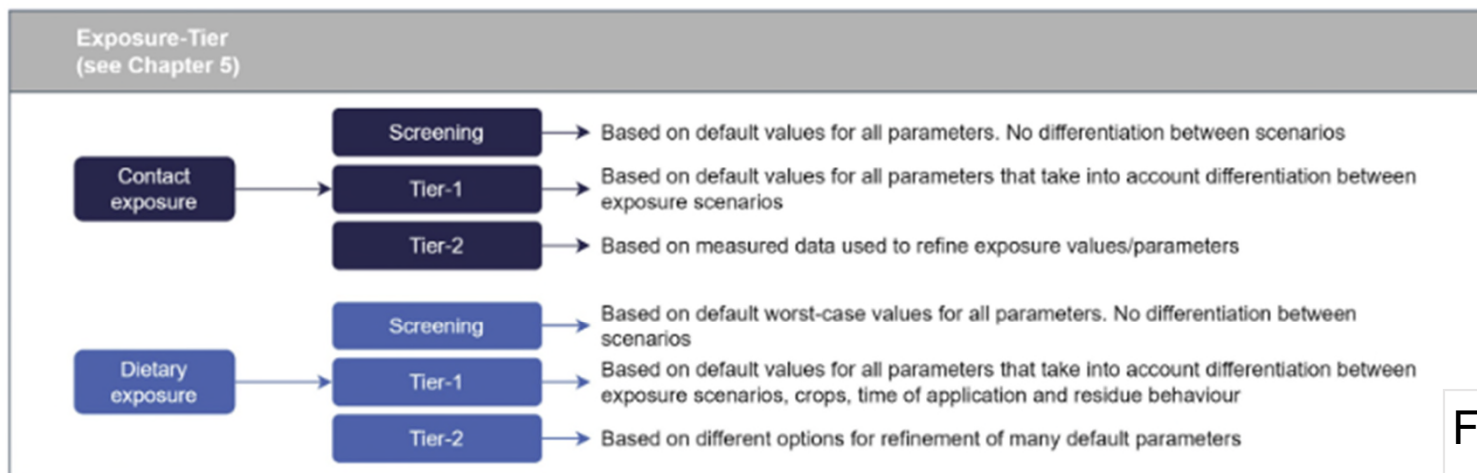 Exposure-Tier
(see Chapter 5)
Screening
Based on default values for all parameters. No differentiation between scenarios
Contact
exposure
Tier-1
Based on default values for all parameters that take into account differentiation between
exposure scenarios
Tier-2
Based on measured data used to refine exposure values/parameters
Screening
Based on default worst-case values for all parameters. No differentiation between
scenarios
Dietary
exposure
Tier-1
Based on default values for all parameters that take into account differentiation between
exposure scenarios, crops, time of application and residue behaviour
Tier-2
Based on different options for refinement of many default parameters
F